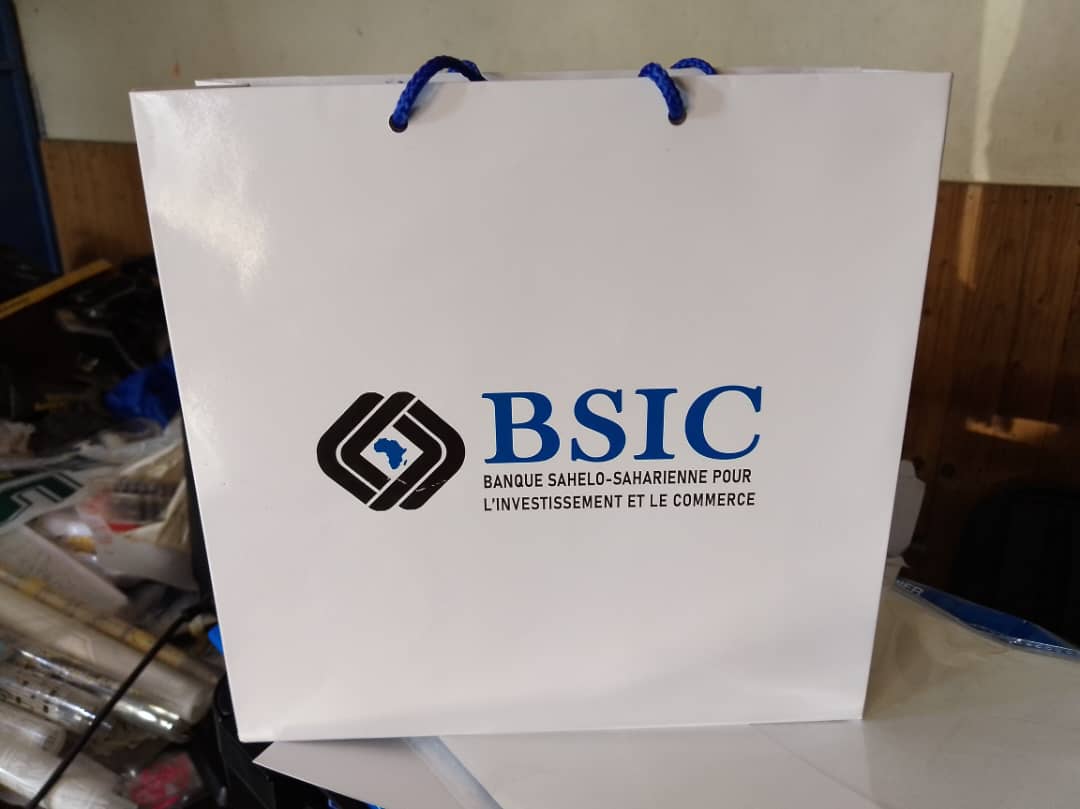 BSIC
BANQUE SAHELO-SAHARIENNE POUR
L'INVESTISSEMENT ET LE COMMERCE